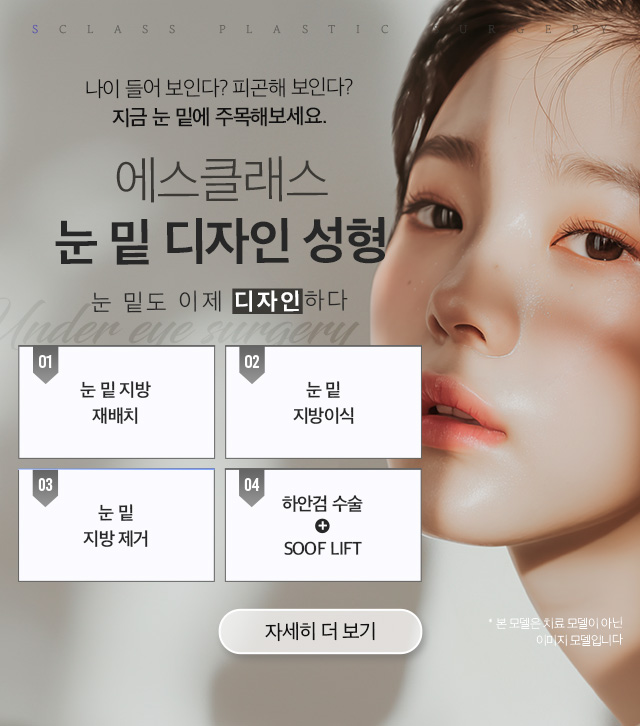 SCLASS PLASTIC SURGERY
나이 들어 보인다? 피곤해 보인다?
지금 눈 밑에 주목해보세요.
에스클래스
눈 밑 디자인 성형
눈 밑도 이제 디자인하다
Under eye surgery
01
눈 밑 지방
재배치
02
눈 밑
지방이식
03
눈 밑
지방 제거
04
하안검 수술
+
SOOF LIFT
자세히 더 보기
* 본 모델은 치료 모델이 아닌
이미지 모델입니다